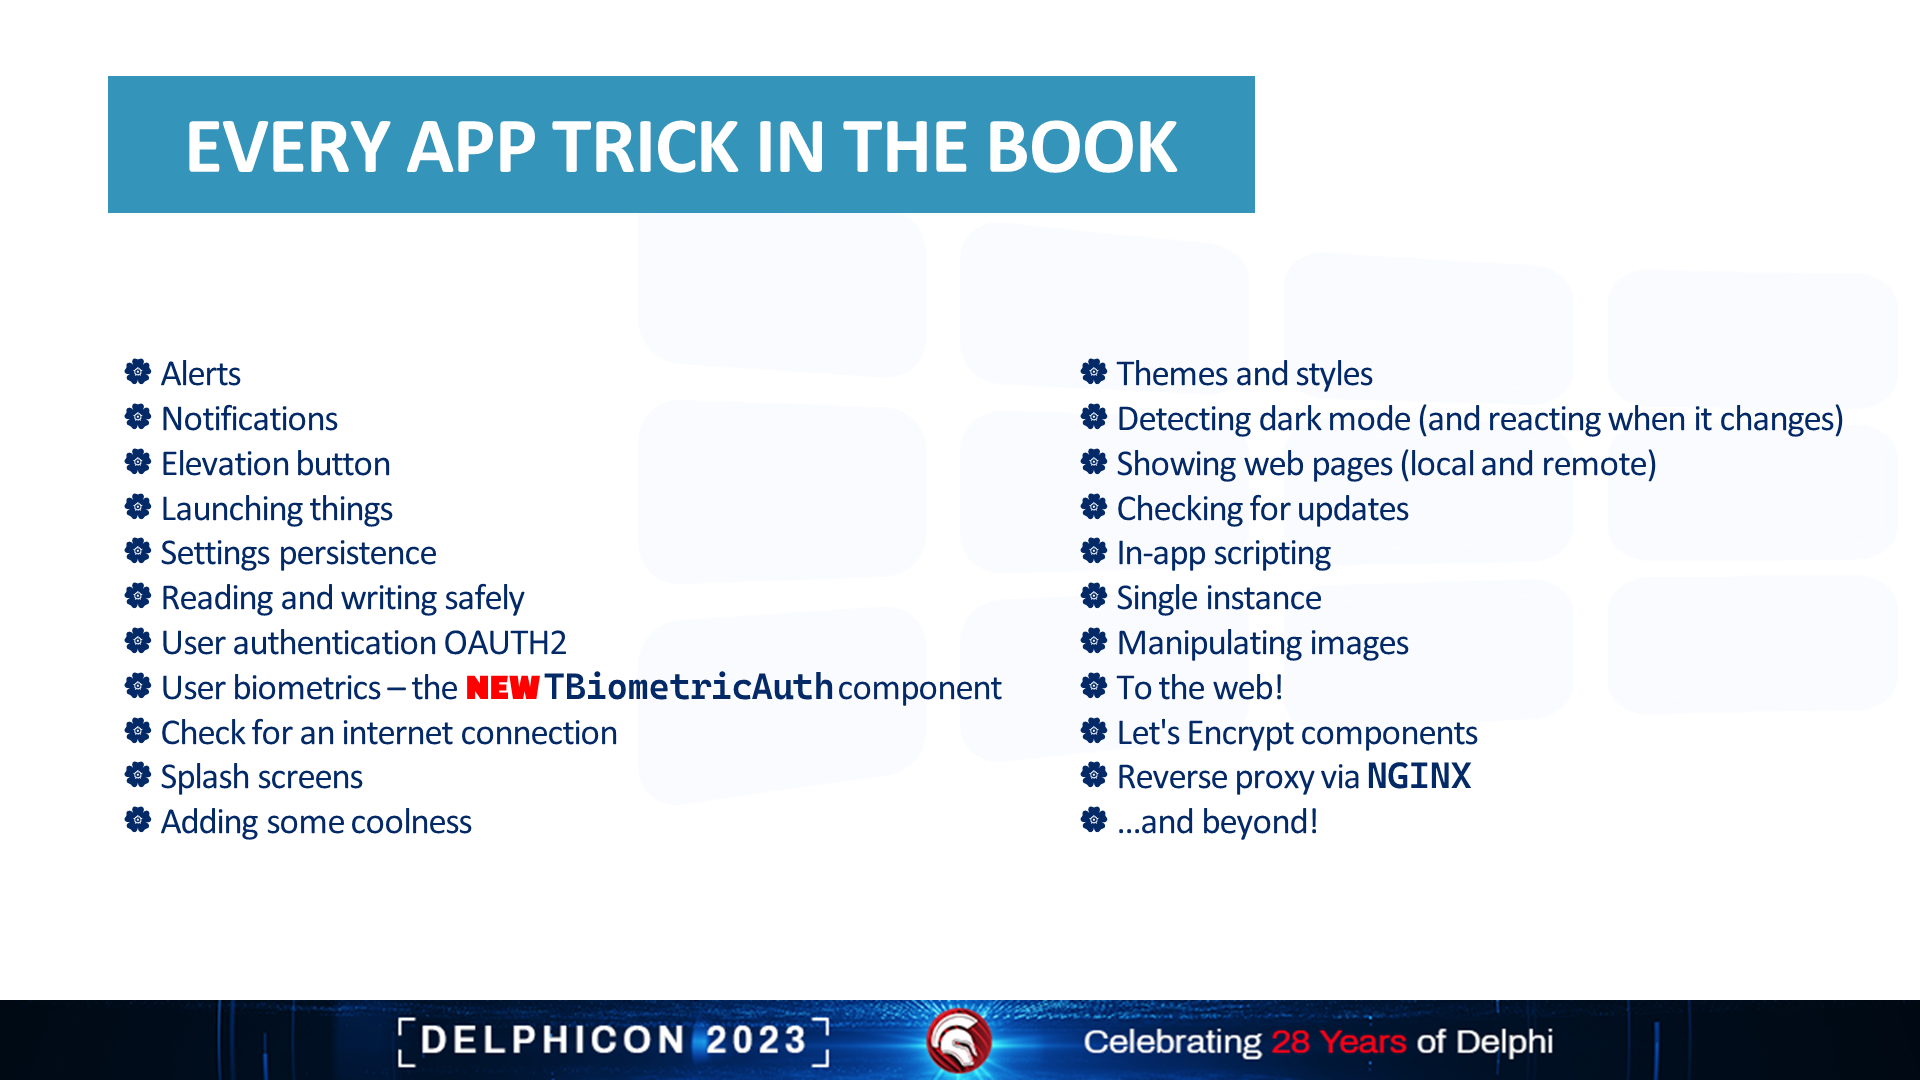 EVERY APP TRICK IN THE BOOK
Alerts
Notifications
Elevation button
Launching things
Settings persistence
Reading and writing safely
User authentication OAUTH2
User biometrics – the NEW TBiometricAuth component
Check for an internet connection
Splash screens
Adding some coolness
Themes and styles
Detecting dark mode (and reacting when it changes)
Showing web pages (local and remote)
Checking for updates
In-app scripting
Single instance
Manipulating images
To the web!
Let's Encrypt components
Reverse proxy via NGINX
...and beyond!
DELPHICON 2023
Celebrating 28 Years of Delphi